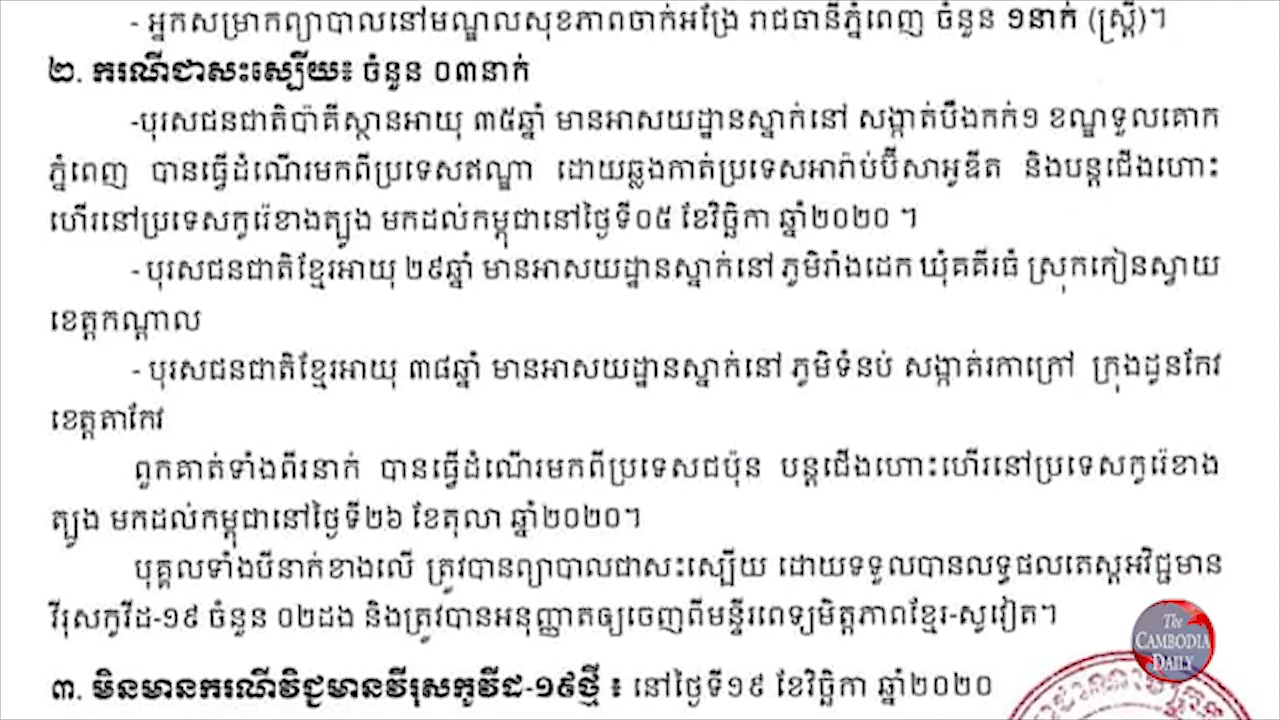 - អ្នកសម្រាកព្យាបាលនៅមណ្ឌលសុខភាពចាក់អង្រែ រាជធានីភ្នំពេញ ចំនួន ១នាក់ (ស្ត្រី)។
២. ករណីជាសះស្បើយ៖ ចំនួន ០៣នាក់
-បុរសជនជាតិប៉ាគីស្ថានអាយុ ៣៥ឆ្នាំ មានអាសយដ្ឋានស្នាក់នៅ សង្កាត់បឹងកក់១ ខណ្ឌទួលគោក
ភ្នំពេញ បានធ្វើដំណើរមកពីប្រទេសឥណ្ឌា ដោយឆ្លងកាត់ប្រទេសអារ៉ាប់ប៊ីសាអូឌីត និងបន្តជើងហោះ
ហើរនៅប្រទេសកូរ៉េខាងត្បូង មកដល់កម្ពុជានៅថ្ងៃទី០៥ ខែវិច្ឆិកា ឆ្នាំ២០២០ ។
- បុរសជនជាតិខ្មែរអាយុ ២៩ឆ្នាំ មានអាសយដ្ឋានស្នាក់នៅ ភូមិរាំងដេក ឃុំគគីរធំ ស្រុកកៀនស្វាយ
ខេត្តកណ្តាល
- បុរសជនជាតិខ្មែរអាយុ ៣៨ឆ្នាំ មានអាសយដ្ឋានស្នាក់នៅ ភូមិទំនប់ សង្កាត់រកាក្រៅ ក្រុងដូនកែវ
ខេត្តតាកែវ
ពួកគាត់ទាំងពីរនាក់ បានធ្វើដំណើរមកពីប្រទេសជប៉ុន បន្តជើងហោះហើរនៅប្រទេសកូរ៉េខាង
ត្បូង មកដល់កម្ពុជានៅថ្ងៃទី២៦ ខែតុលា ឆ្នាំ២០២០។
បុគ្គលទាំងបីនាក់ខាងលើ ត្រូវបានព្យាបាលជាសះស្បើយ ដោយទទួលបានលទ្ធផលតេស្តអវិជ្ជមាន
វីរុសកូវីដ-១៩ ចំនួន ០២ដង និងត្រូវបានអនុញ្ញាតឲ្យចេញពីមន្ទីរពេទ្យមិត្តភាពខ្មែរ-សូវៀត។
The
CAMBODIA
DAILY
៣. មិនមានករណីវិជ្ជមានវីរុសកូវីដ-១៩ថ្មី ៖ នៅថ្ងៃទី១៩ ខែវិច្ឆិកា ឆ្នាំ២០២០